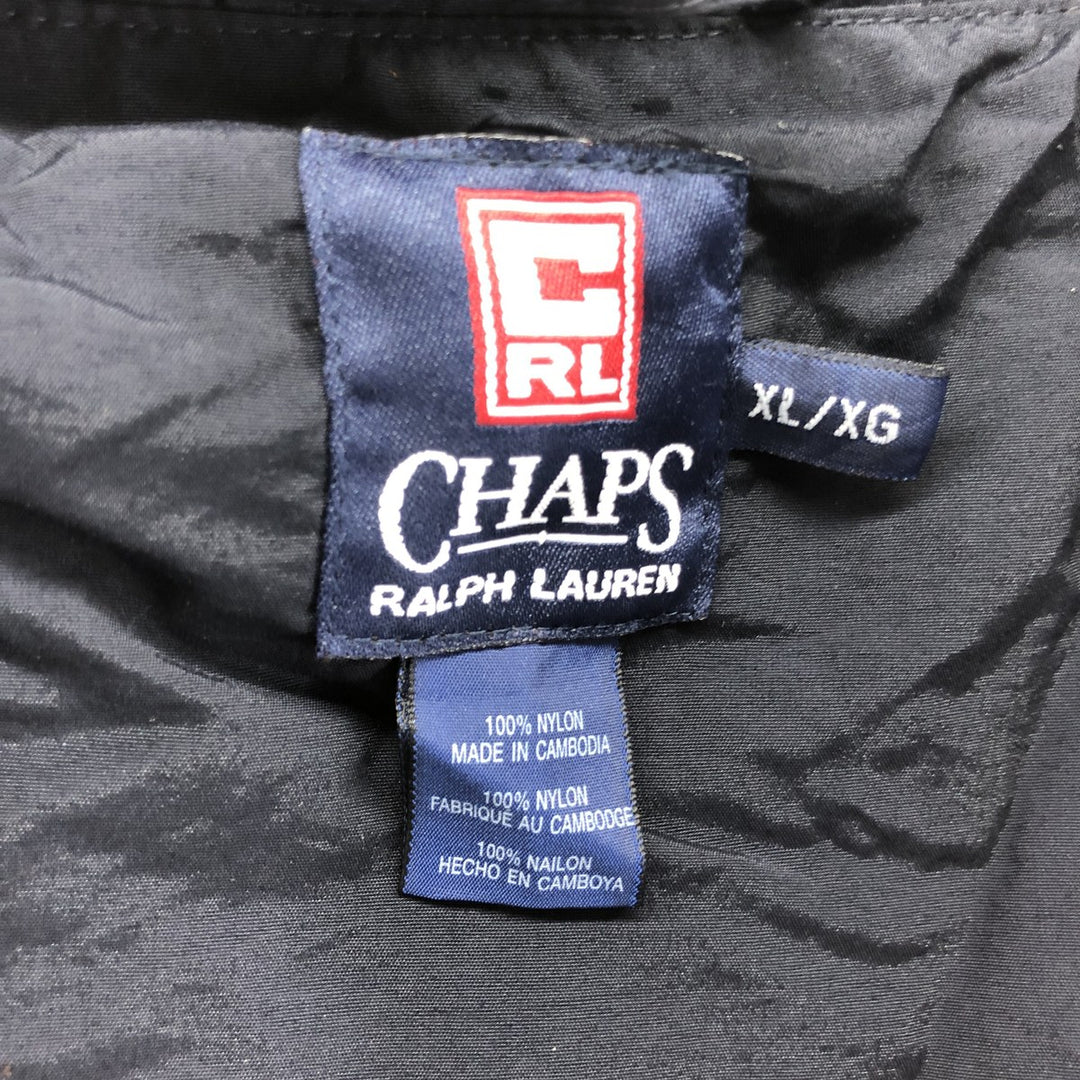 C
RL
CHAPS
RALPH LAUREN
XL/XG
100% NYLON
MADE IN CAMBODIA
100% NYLON
FABRIQUE AU CAMBODGE
100% NAILON
HECHO EN CAMBOYA